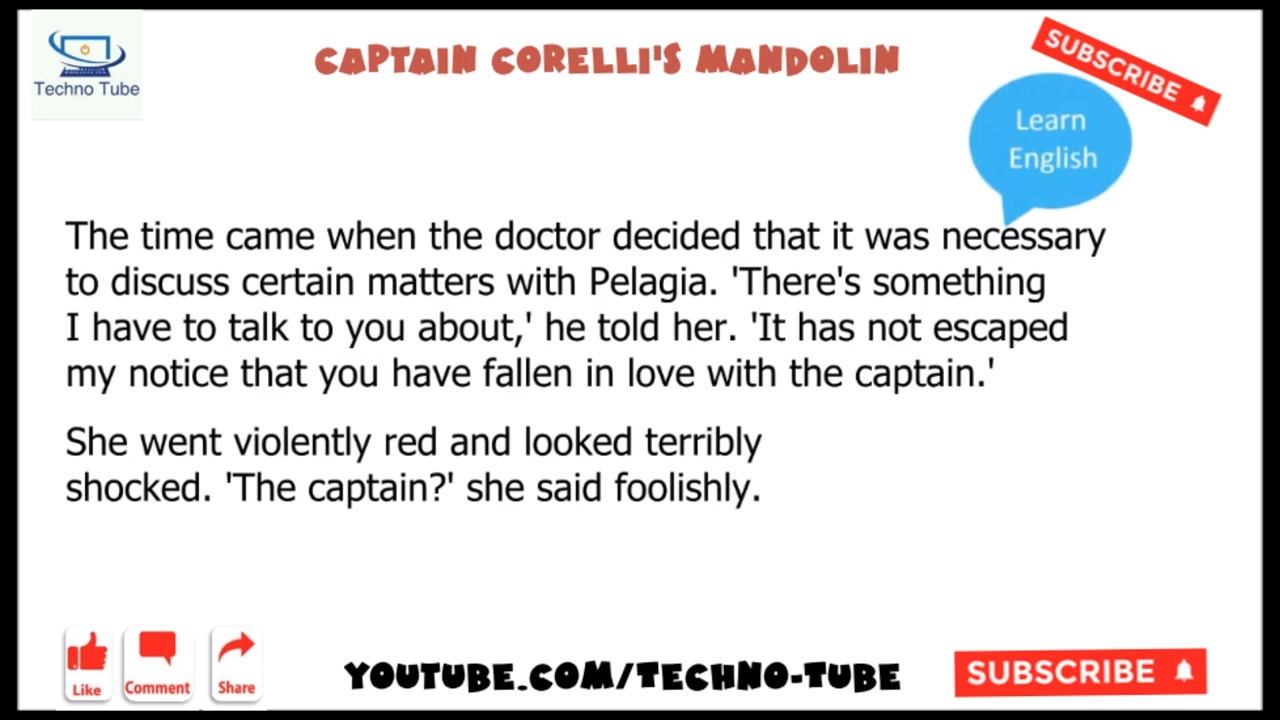 Techno Tube
CAPTAIN CORELLI'S MANDOLIN
SUBSCRIBE
Learn
English
The time came when the doctor decided that it was necessary
to discuss certain matters with Pelagia. 'There's something
I have to talk to you about,' he told her. 'It has not escaped
my notice that you have fallen in love with the captain.'
She went violently red and looked terribly
shocked. 'The captain?' she said foolishly.
Like
Comment
Share
YOUTUBE.COM/TECHNO-TUBE
SUBSCRIBE